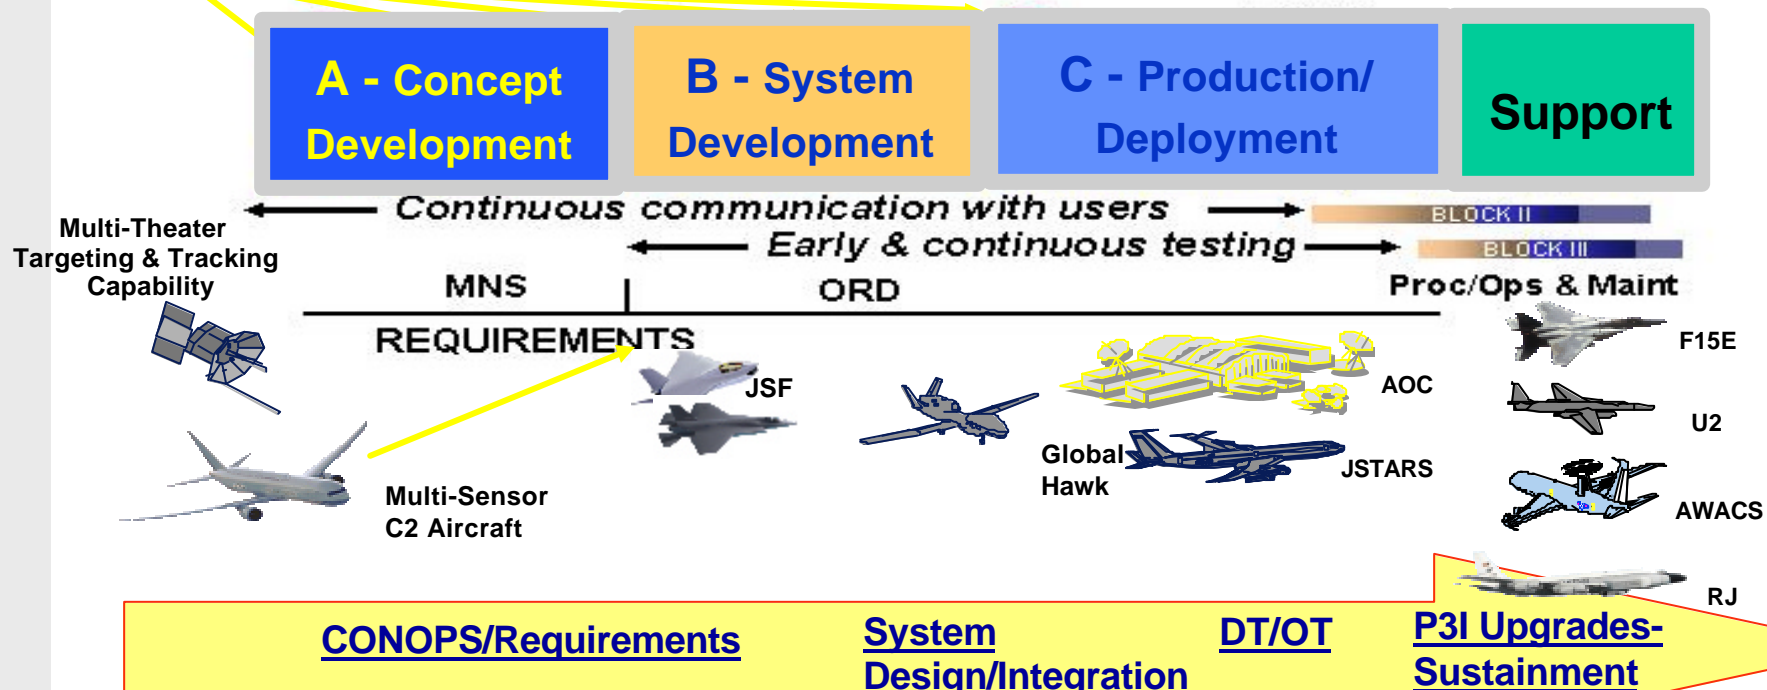 A - Concept
Development
B - System
Development
C - Production/
Deployment
Support
Continuous communication with users
BLOCK II
Early & continuous testing
BLOCK III
Multi-Theater
Targeting & Tracking
Capability
MNS
ORD
Proc/Ops & Maint
REQUIREMENTS
F15E
JSF
AOC
U2
Global
Hawk
JSTARS
Multi-Sensor
C2 Aircraft
AWACS
RJ
CONOPS/Requirements
System
Design/Integration
DT/OT
P3I Upgrades-
Sustainment